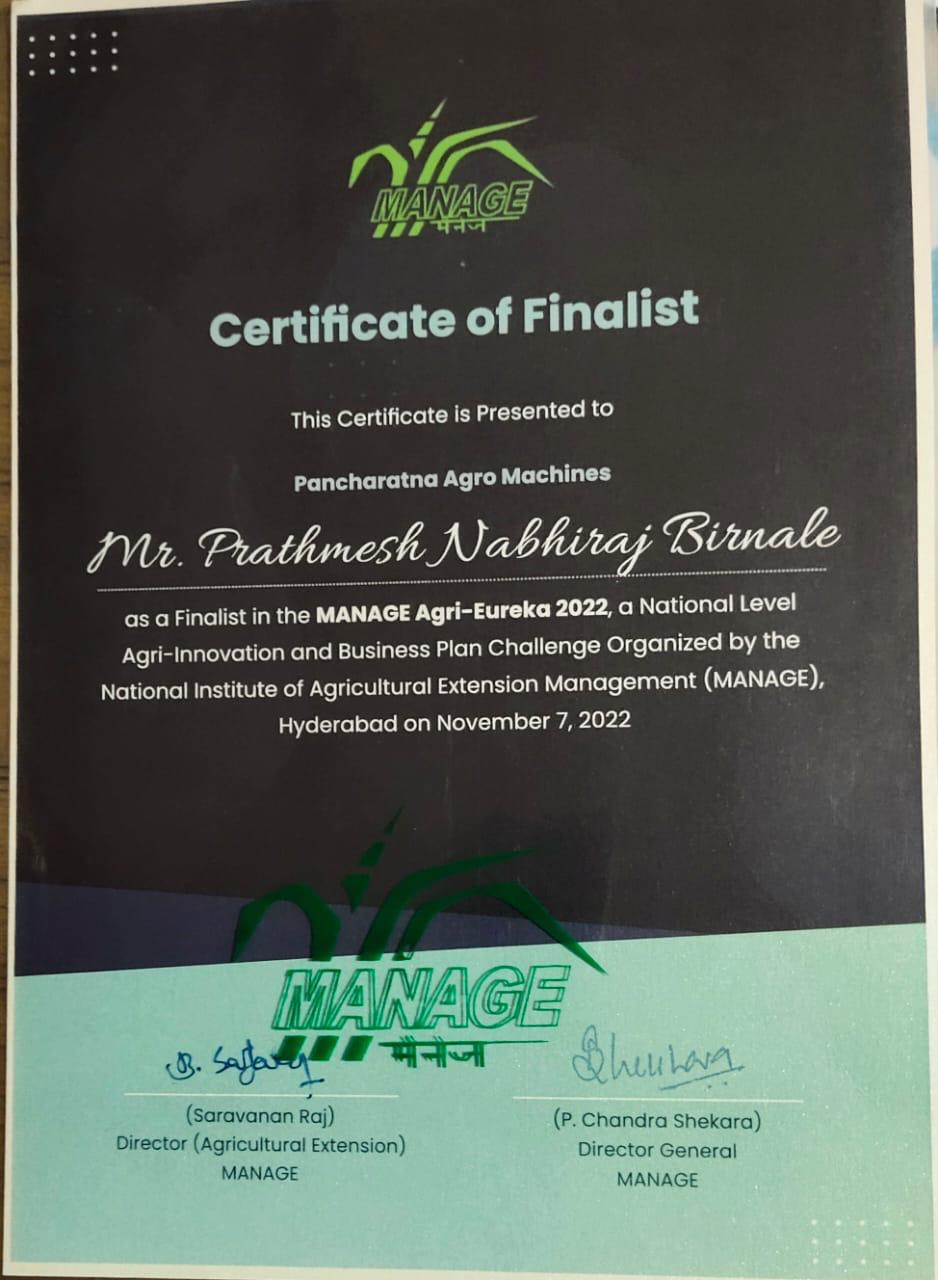 MANAGE
मैनेज
Certificate of Finalist
This Certificate is Presented to
Pancharatna Agro Machines
Mr. Prathmesh Nabhiraj Birnale
as a Finalist in the MANAGE Agri-Eureka 2022, a National Level
Agri-Innovation and Business Plan Challenge Organized by the
National Institute of Agricultural Extension Management (MANAGE),
Hyderabad on November 7, 2022
MANAGE
मैनेज
(Saravanan Raj)
Director (Agricultural Extension)
MANAGE
(P. Chandra Shekara)
Director General
MANAGE